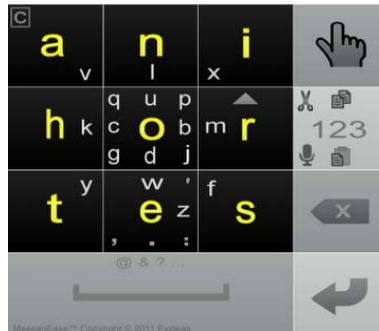 C
a n i
v l x
q u p
h k c o b m r
g d j
y w ' f
t e z s
, . :
123
@ & ? ...
MessagEase™ Copyright © 2011 Exideas